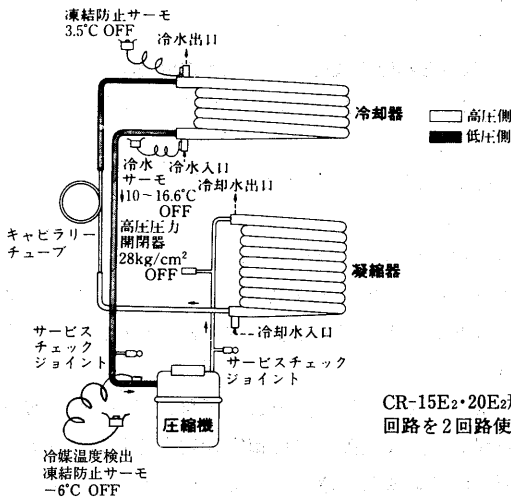 凍結防止サーモ
3.5℃ OFF
冷水出口
冷却器
高圧側
低圧側
冷水
サーモ
10~16.6℃
OFF
冷水入口
冷却水出口
高圧圧力
開閉器
28kg/cm²
OFF
キャピラリー
チューブ
凝縮器
冷却水入口
サービス
チェック
ジョイント
サービスチェック
ジョイント
圧縮機
冷媒温度検出
凍結防止サーモ
-6℃ OFF
CR-15E₂・20E₂
回路を2回路使